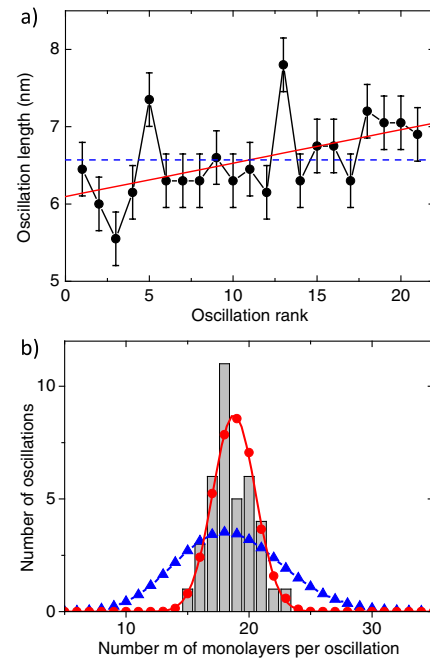 a)
8
7
6
5
Oscillation length (nm)
0
5
10
15
20
Oscillation rank
b)
10
5
0
Number of oscillations
10
20
30
Number m of monolayers per oscillation